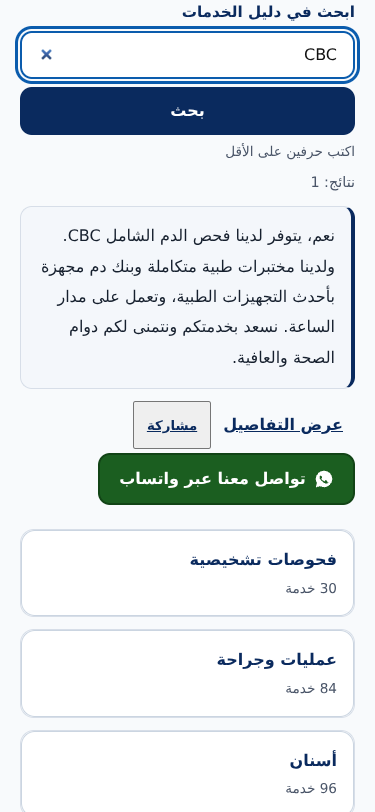 ابحث في دليل الخدمات
CBC
بحث
اكتب حرفين على الأقل
نتائج: 1
نعم، يتوفر لدينا فحص الدم الشامل CBC.
ولدينا مختبرات طبية متكاملة وبنك دم مجهزة
بأحدث التجهيزات الطبية، وتعمل على مدار
الساعة. نسعد بخدمتكم ونتمنى لكم دوام
الصحة والعافية.
عرض التفاصيل مشاركة
تواصل معنا عبر واتساب
فحوصات تشخيصية
30 خدمة
عمليات وجراحة
84 خدمة
أسنان
96 خدمة